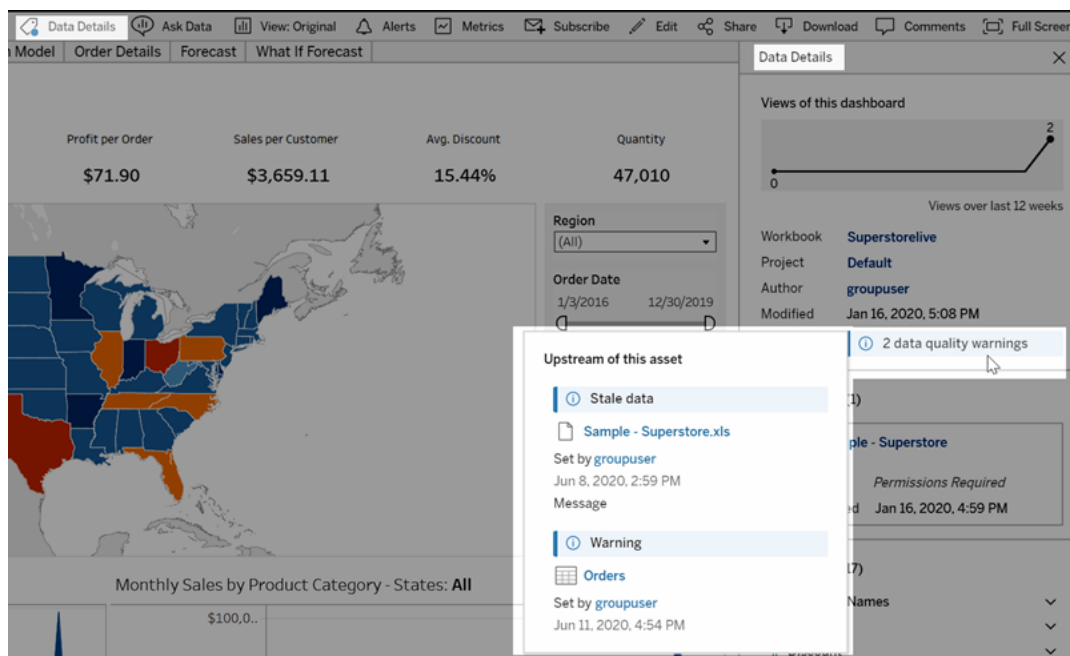 Data Details Ask Data View: Original Alerts Metrics Subscribe Edit Share Download Comments Full Screen
Model Order Details Forecast What If Forecast
Data Details
Views of this dashboard
2
0
Views over last 12 weeks
Workbook Superstorelive
Project Default
Author groupuser
Modified Jan 16, 2020, 5:08 PM
2 data quality warnings
(1)
ple - Superstore
Permissions Required
Jan 16, 2020, 4:59 PM
17)
Names
Profit per Order Sales per Customer Avg. Discount Quantity
$71.90 $3,659.11 15.44% 47,010
Region
(All)
Order Date
1/3/2016 12/30/2019
Upstream of this asset
Stale data
Sample - Superstore.xls
Set by groupuser
Jun 8, 2020, 2:59 PM
Message
Warning
Orders
Set by groupuser
Jun 11, 2020, 4:54 PM
Monthly Sales by Product Category - States: All
$100,0..